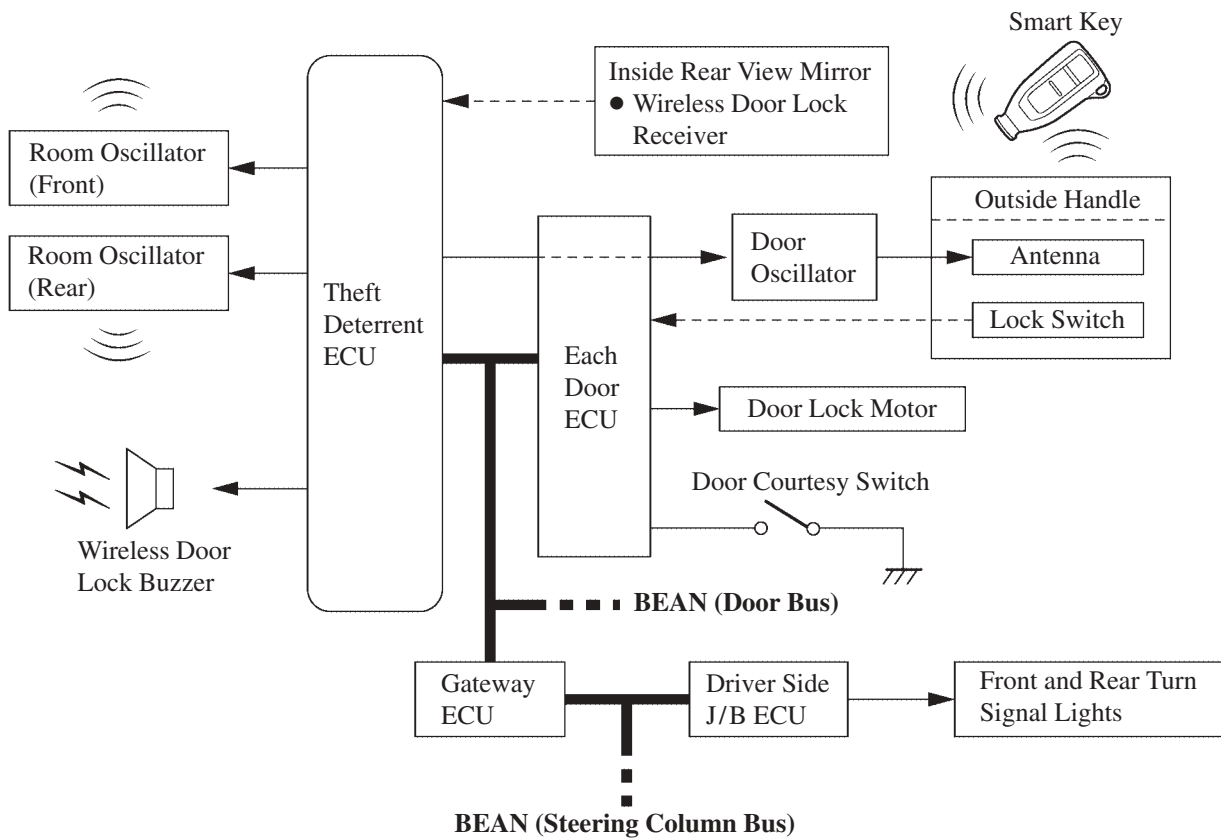 Smart Key
Inside Rear View Mirror
● Wireless Door Lock
Receiver
Room Oscillator
(Front)
Outside Handle
Door
Oscillator
Antenna
Room Oscillator
(Rear)
Theft
Deterrent
ECU
Lock Switch
Each
Door
ECU
Door Lock Motor
Door Courtesy Switch
Wireless Door
Lock Buzzer
BEAN (Door Bus)
Gateway
ECU
Driver Side
J/B ECU
Front and Rear Turn
Signal Lights
BEAN (Steering Column Bus)